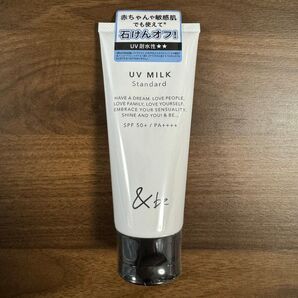 赤ちゃんや敏感肌
でも使えて*
石けんオフ!
UV耐水性★★
UV MILK
Standard
HAVE A DREAM. LOVE PEOPLE,
LOVE FAMILY, LOVE YOURSELF,
EMBRACE YOUR SENSUALITY,
SHINE AND YOU! & BE...
SPF 50+ / PA++++
&be